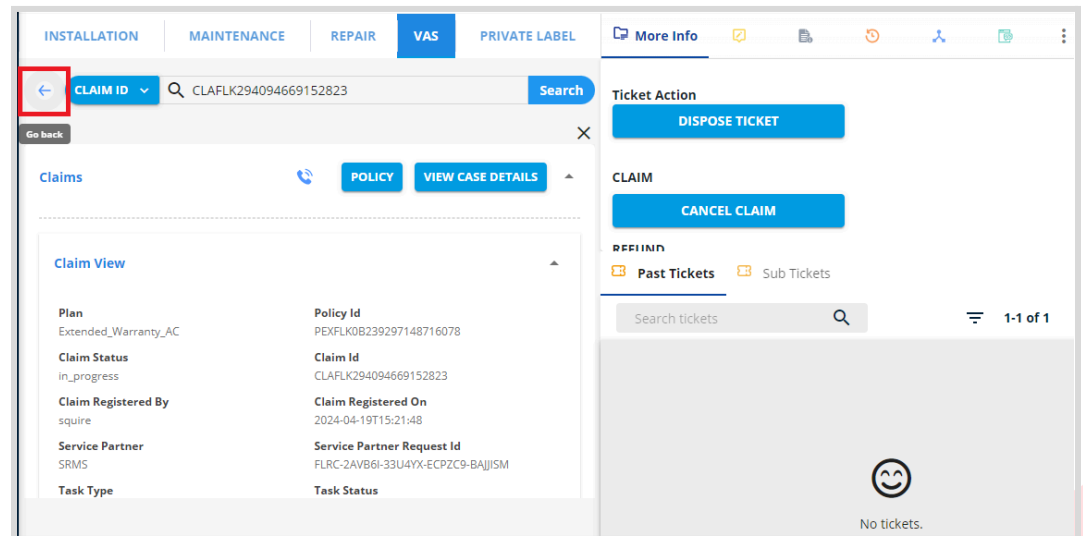 INSTALLATION MAINTENANCE REPAIR VAS PRIVATE LABEL
CLAIM ID CLAFLK294094669152823 Search
Go back
Claims POLICY VIEW CASE DETAILS
Claim View
Plan Policy Id
Extended_Warranty_AC PEXFLK0B239297148716078
Claim Status Claim Id
in_progress CLAFLK294094669152823
Claim Registered By Claim Registered On
squire 2024-04-19T15:21:48
Service Partner Service Partner Request Id
SRMS FLRC-2AVB6I-33U4YX-ECPZC9-BAJJISM
Task Type Task Status
More Info
Ticket Action
DISPOSE TICKET
CLAIM
CANCEL CLAIM
REFUND
Past Tickets Sub Tickets
Search tickets 1-1 of 1
No tickets.